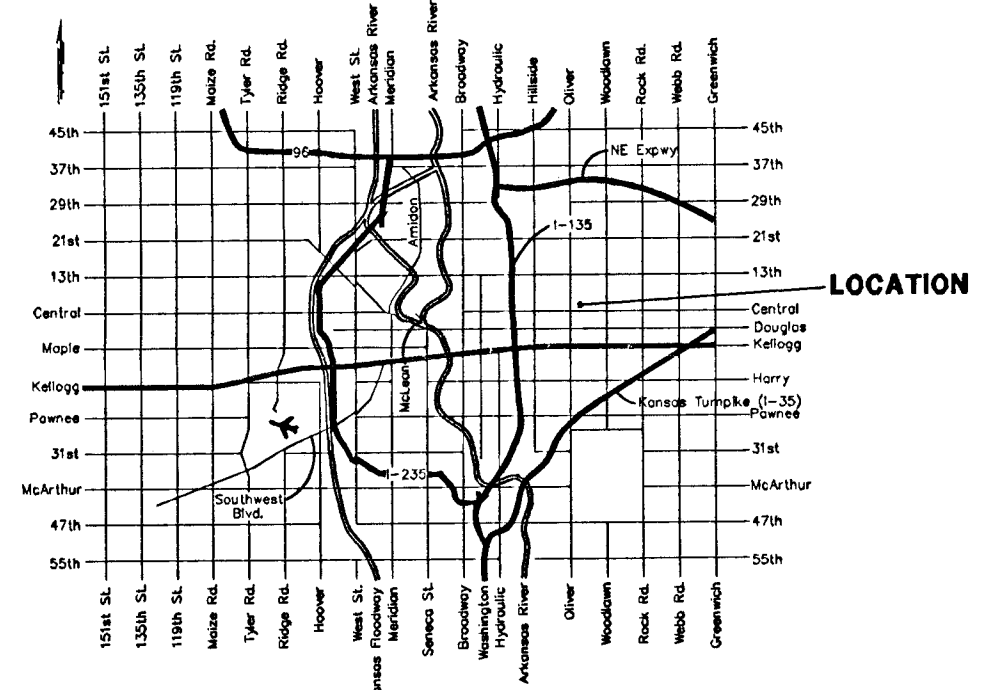 151st St.
135th St.
119th St.
Maize Rd.
Tyler Rd.
Ridge Rd.
Hoover
West St.
Arkansas River
Meridian
Arkansas River
Broadway
Hydraulic
Hillside
Oliver
Woodlawn
Rock Rd.
Webb Rd.
Greenwich
45th
45th
96
37th
NE Expwy
37th
29th
29th
Amidon
21st
I-135
21st
13th
13th
LOCATION
Central
Central
Douglas
Maple
Kellogg
McLean
Kellogg
Harry
Kansas Turnpike (I-35)
Pawnee
Pawnee
31st
31st
I-235
McArthur
McArthur
Southwest
Blvd.
47th
47th
55th
55th
151st St.
135th St.
119th St.
Maize Rd.
Tyler Rd.
Ridge Rd.
Hoover
West St.
nsas Floodway
Meridian
Seneca St.
Broadway
Washington
Hydraulic
Arkansas River
Oliver
Woodlawn
Rock Rd.
Webb Rd.
Greenwich